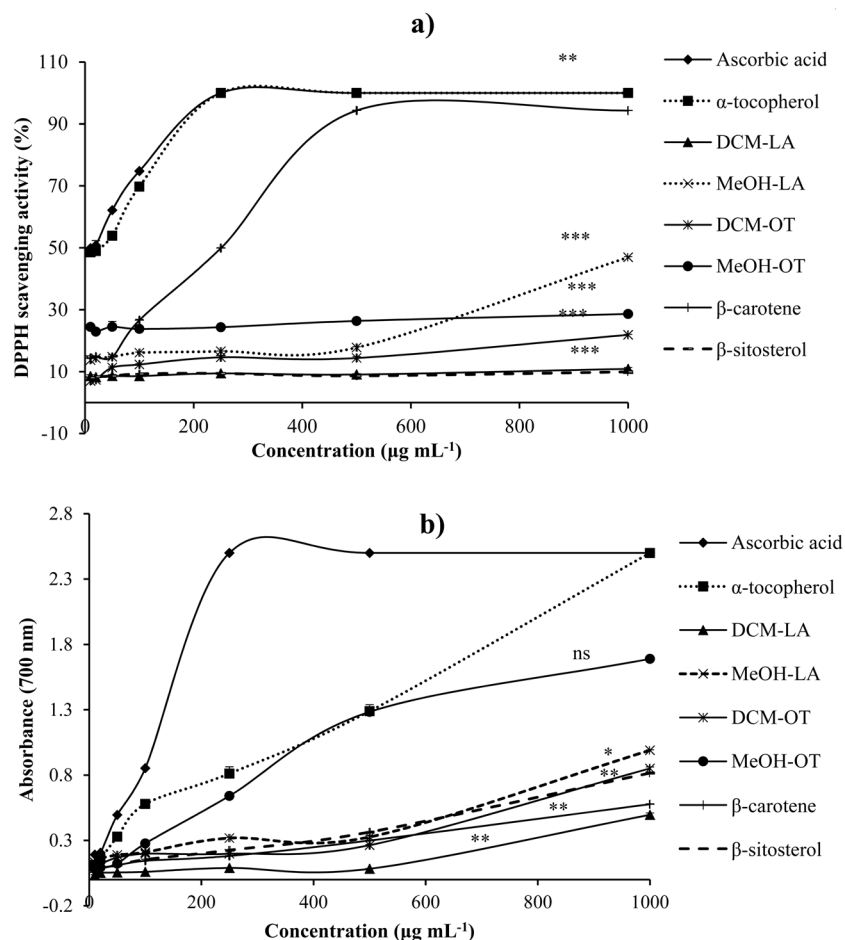 a)
110
90
70
50
30
10
-10
DPPH scavenging activity (%)
0
200
400
600
800
1000
Concentration (µg mL⁻¹)
**
***
***
***
***
Ascorbic acid
α-tocopherol
DCM-LA
MeOH-LA
DCM-OT
MeOH-OT
β-carotene
β-sitosterol
b)
2.8
2.3
1.8
1.3
0.8
0.3
-0.2
Absorbance (700 nm)
0
200
400
600
800
1000
Concentration (µg mL⁻¹)
ns
*
**
**
**
Ascorbic acid
α-tocopherol
DCM-LA
MeOH-LA
DCM-OT
MeOH-OT
β-carotene
β-sitosterol